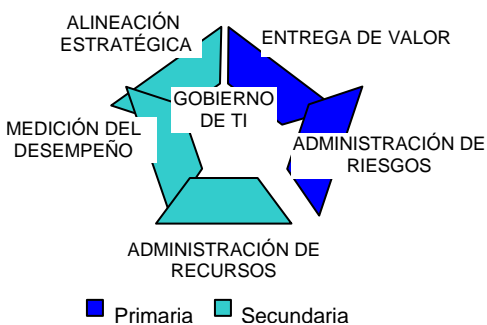 ALINEACIÓN
ESTRATÉGICA
ENTREGA DE VALOR
GOBIERNO
DE TI
MEDICIÓN DEL
DESEMPEÑO
ADMINISTRACIÓN DE
RIESGOS
ADMINISTRACIÓN DE
RECURSOS
Primaria
Secundaria